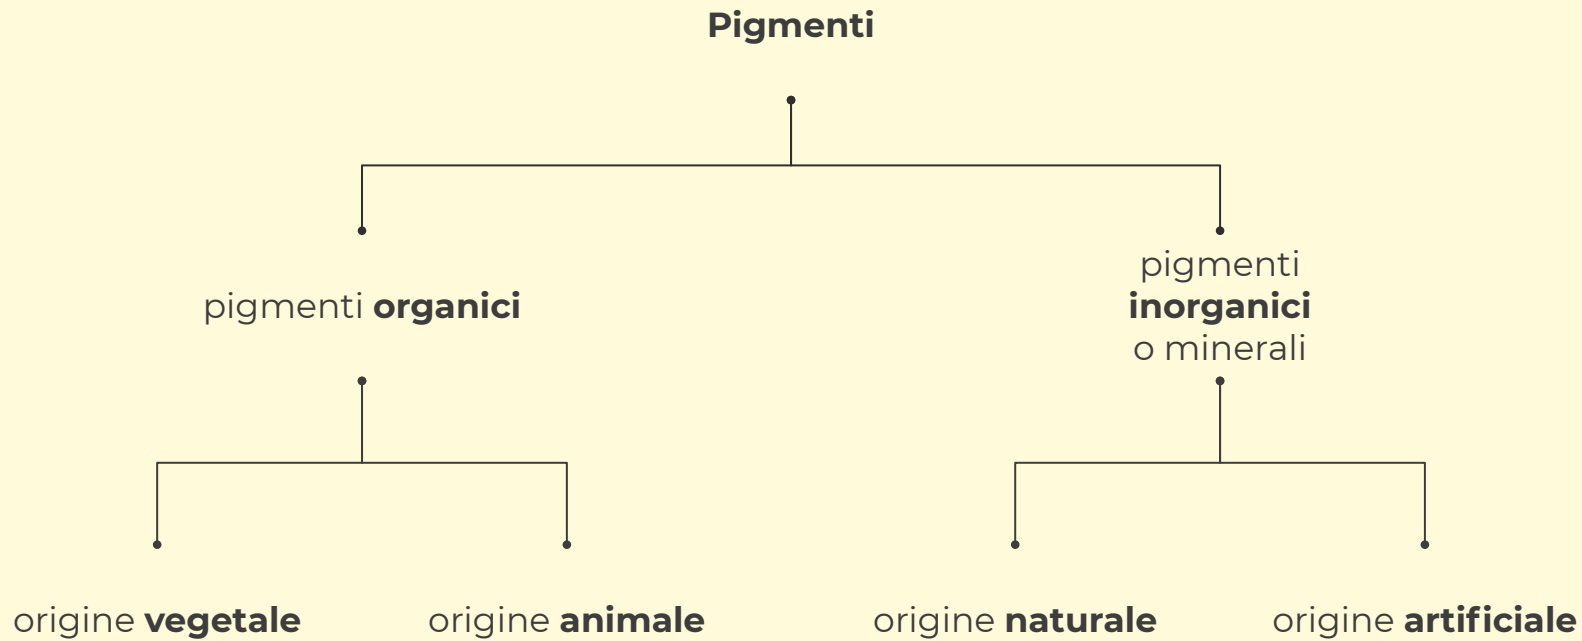 Pigmenti
pigmenti organici
pigmenti
inorganici
o minerali
origine vegetale
origine animale
origine naturale
origine artificiale